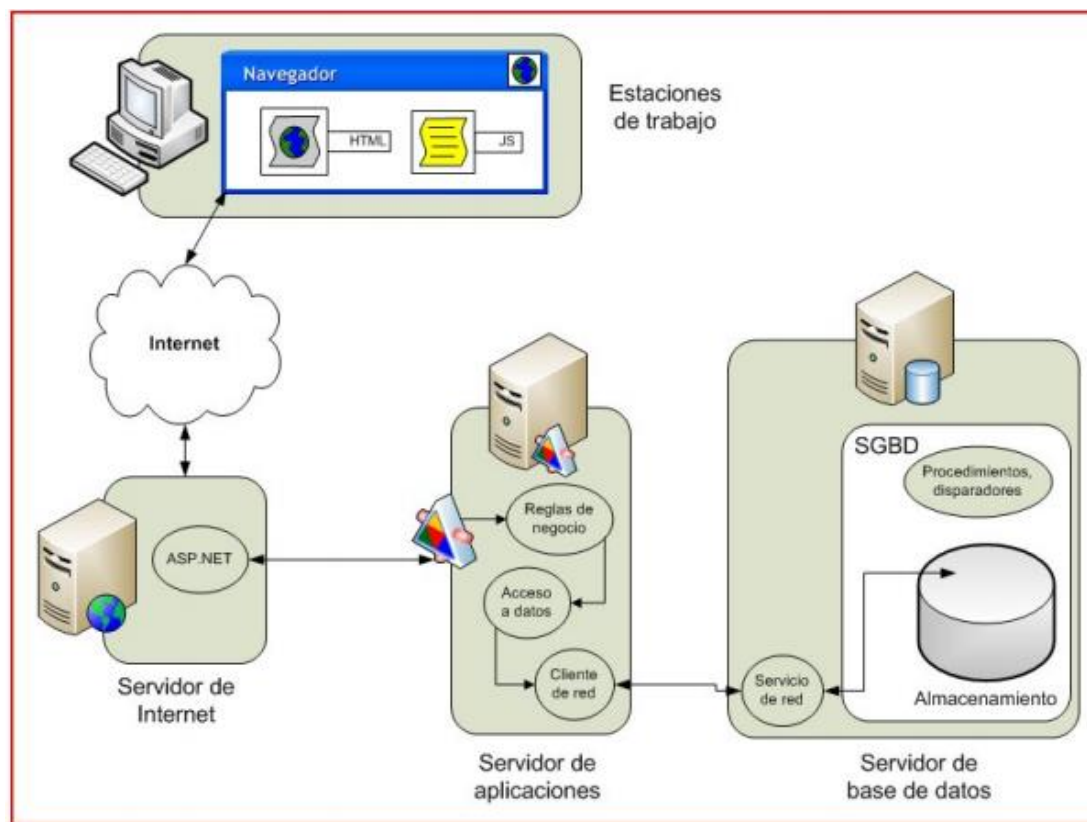 Navegador
HTML
JS
Estaciones
de trabajo
Internet
ASP.NET
Servidor de
Internet
Reglas de
negocio
Acceso
a datos
Cliente
de red
Servidor de
aplicaciones
SGBD
Procedimientos,
disparadores
Servicio
de red
Almacenamiento
Servidor de
base de datos